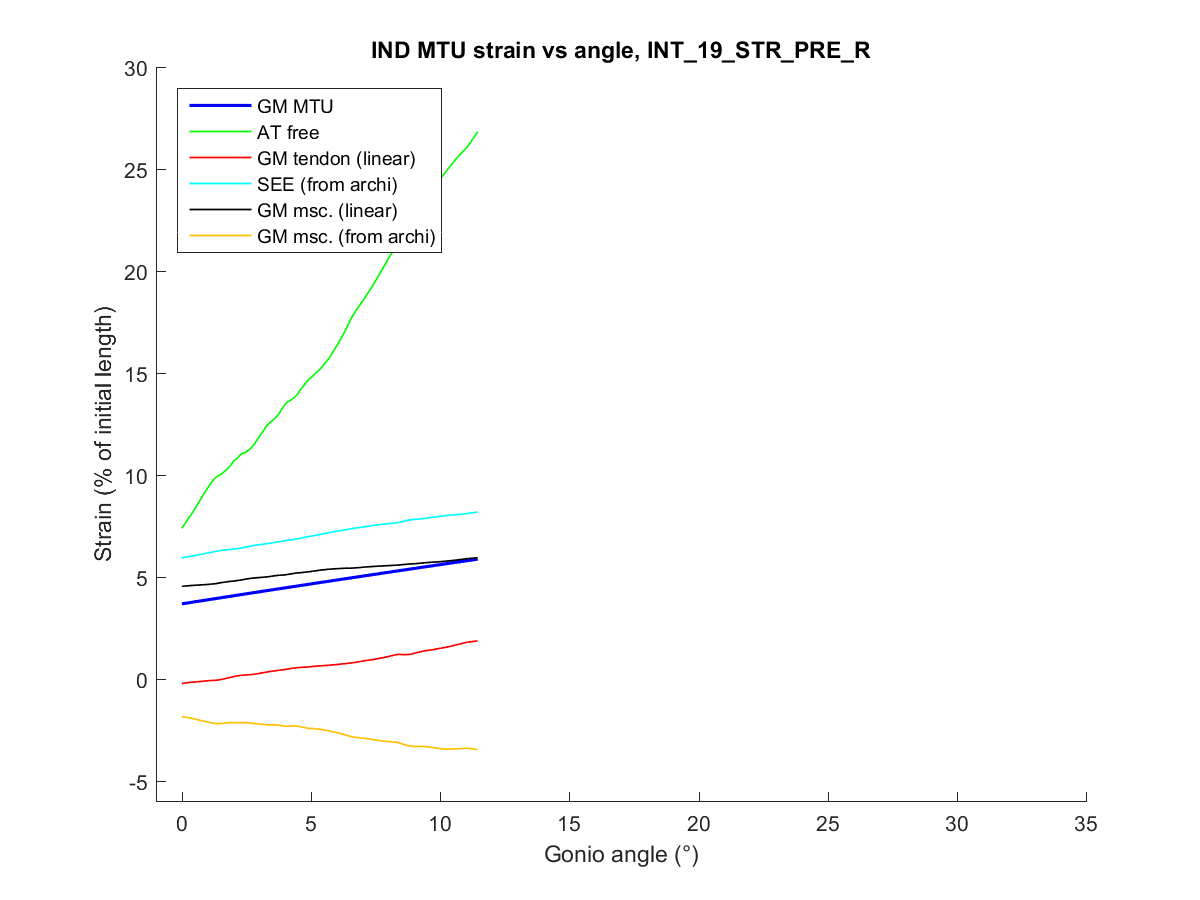 IND MTU strain vs angle, INT_19_STR_PRE_R
30
25
20
15
10
5
0
-5
Strain (% of initial length)
GM MTU
AT free
GM tendon (linear)
SEE (from archi)
GM msc. (linear)
GM msc. (from archi)
0 5 10 15 20 25 30 35
Gonio angle (°)